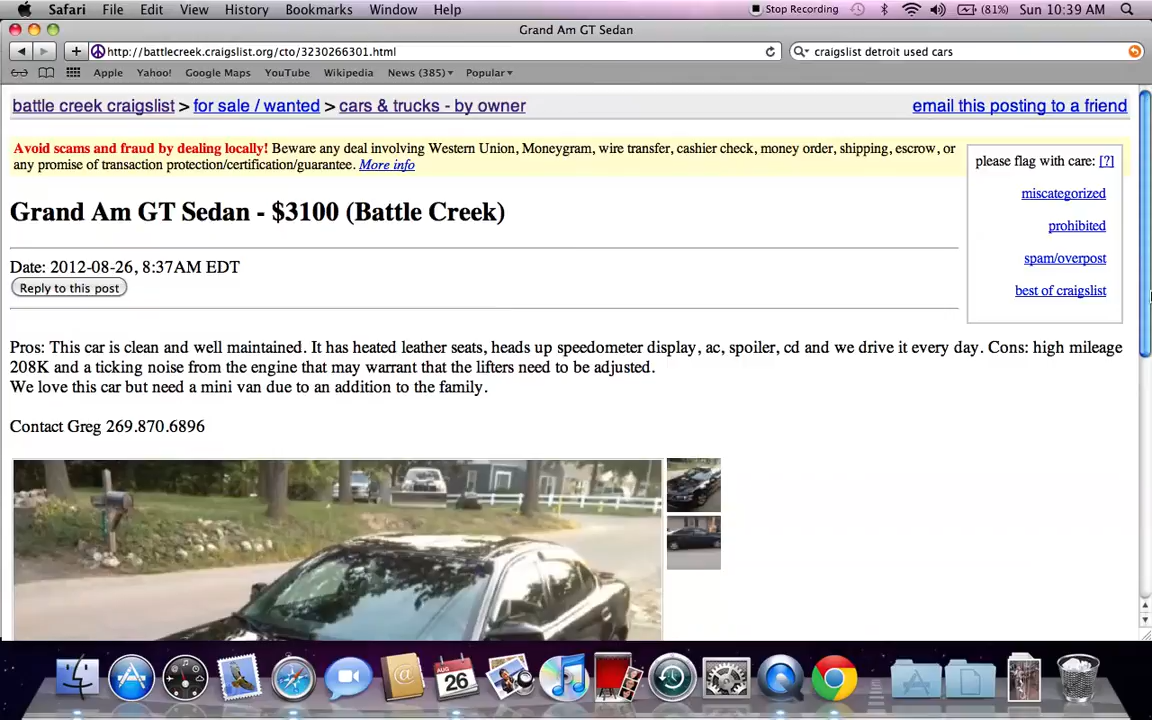 Safari File Edit View History Bookmarks Window Help Stop Recording (81%) Sun 10:39 AM
Grand Am GT Sedan
http://battlecreek.craigslist.org/cto/3230266301.html craigslist detroit used cars
Apple Yahoo! Google Maps YouTube Wikipedia News (385) Popular
battle creek craigslist > for sale / wanted > cars & trucks - by owner email this posting to a friend
Avoid scams and fraud by dealing locally! Beware any deal involving Western Union, Moneygram, wire transfer, cashier check, money order, shipping, escrow, or
any promise of transaction protection/certification/guarantee. More info
please flag with care: [?]
miscategorized
prohibited
spam/overpost
best of craigslist
Grand Am GT Sedan - $3100 (Battle Creek)
Date: 2012-08-26, 8:37AM EDT
Reply to this post
Pros: This car is clean and well maintained. It has heated leather seats, heads up speedometer display, ac, spoiler, cd and we drive it every day. Cons: high mileage
208K and a ticking noise from the engine that may warrant that the lifters need to be adjusted.
We love this car but need a mini van due to an addition to the family.
Contact Greg 269.870.6896
AUG
26